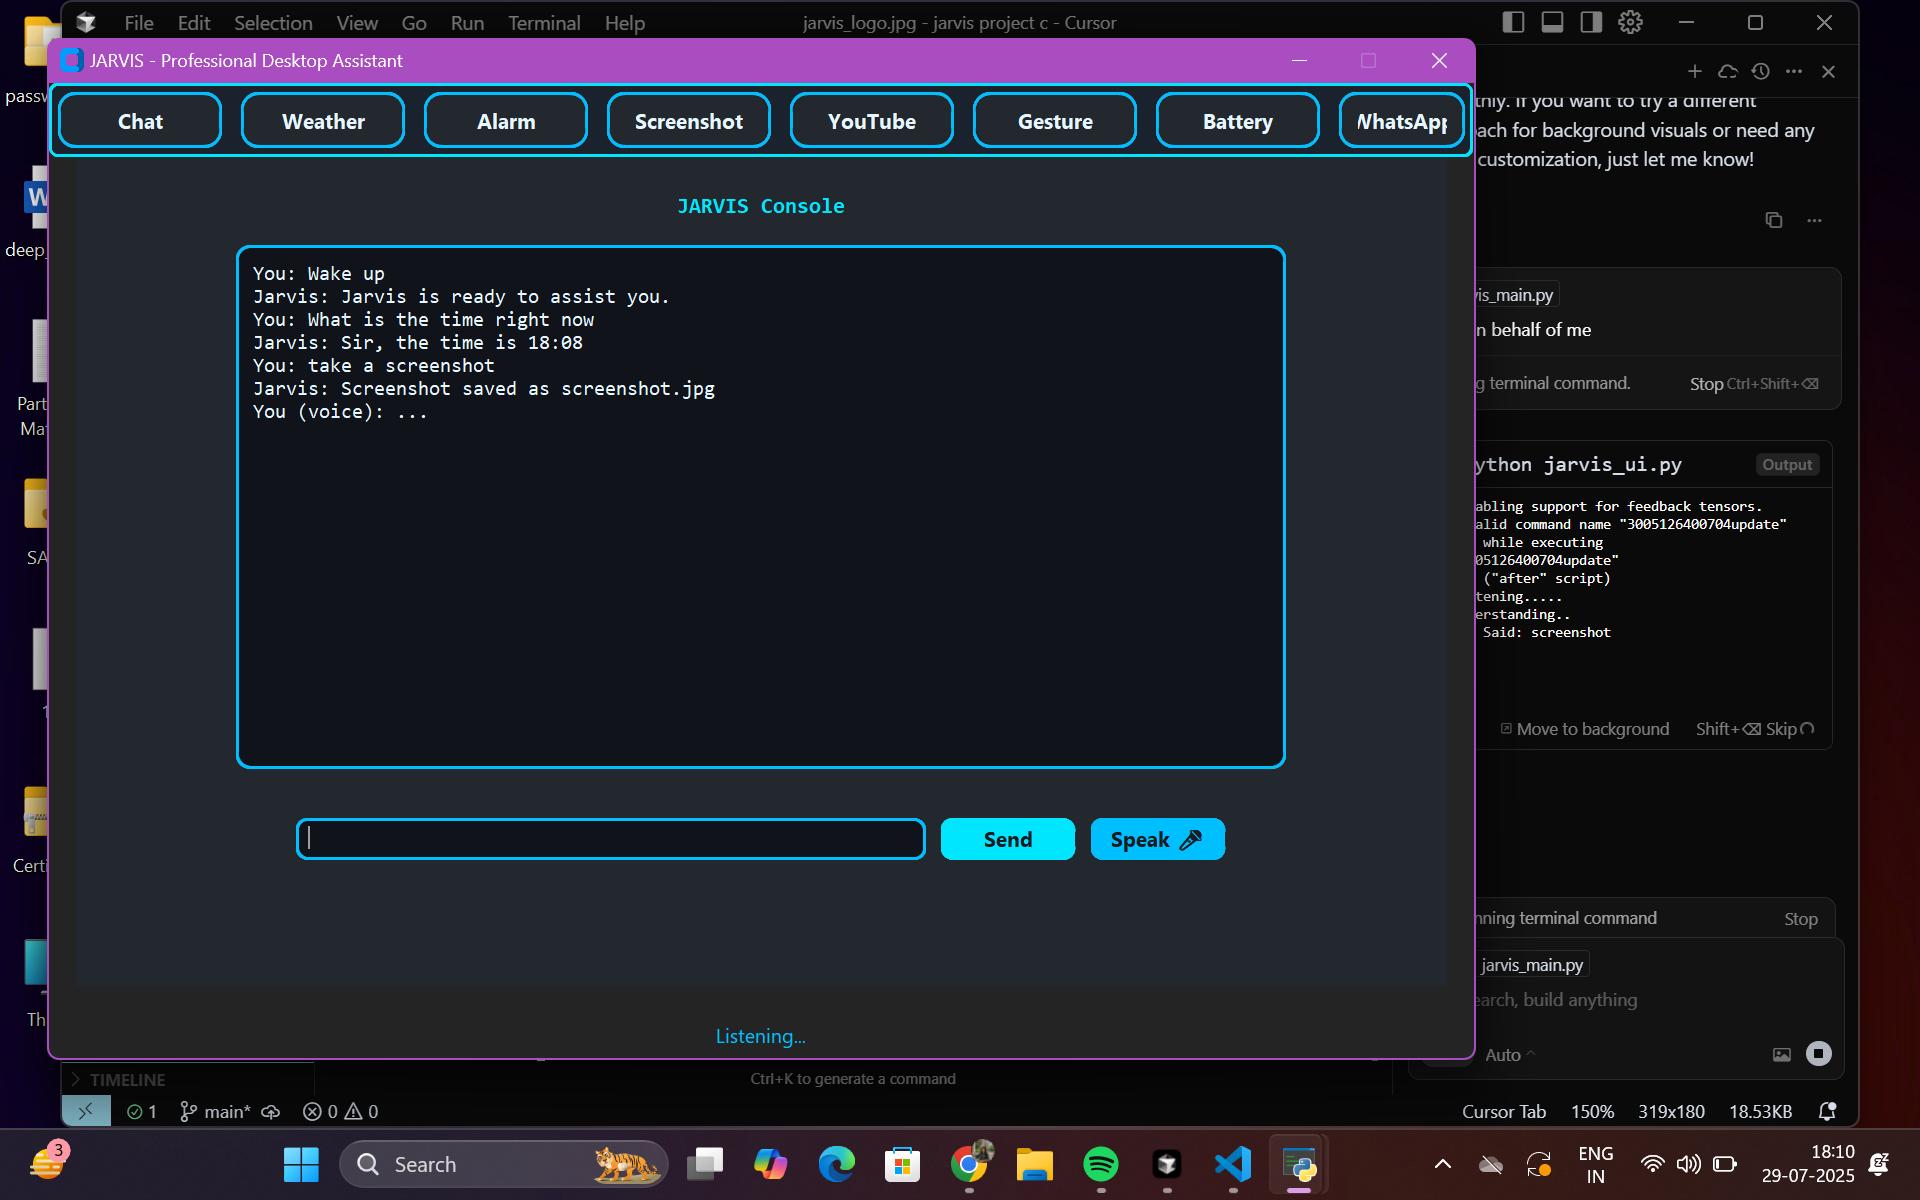 File Edit Selection View Go Run Terminal Help
jarvis_logo.jpg - jarvis project c - Cursor
JARVIS - Professional Desktop Assistant
Chat Weather Alarm Screenshot YouTube Gesture Battery WhatsApp
JARVIS Console
You: Wake up
Jarvis: Jarvis is ready to assist you.
You: What is the time right now
Jarvis: Sir, the time is 18:08
You: take a screenshot
Jarvis: Screenshot saved as screenshot.jpg
You (voice): ...
Send
Speak
Listening...
If you want to try a different
for background visuals or need any
customization, just let me know!
is_main.py
n behalf of me
terminal command.
Stop Ctrl+Shift+⌫
ython jarvis_ui.py
Output
abling support for feedback tensors.
alid command name "3005126400704update"
while executing
05126400704update"
("after" script)
tening.....
erstanding..
Said: screenshot
Move to background
Shift+⌫ Skip
nning terminal command
Stop
jarvis_main.py
earch, build anything
Auto
passw
deep_
W
Part
Mat
SA
1
Certi
Th
TIMELINE
Ctrl+K to generate a command
1
main*
0
0
Cursor Tab
150%
319x180
18.53KB
3
Search
ENG
IN
18:10
29-07-2025